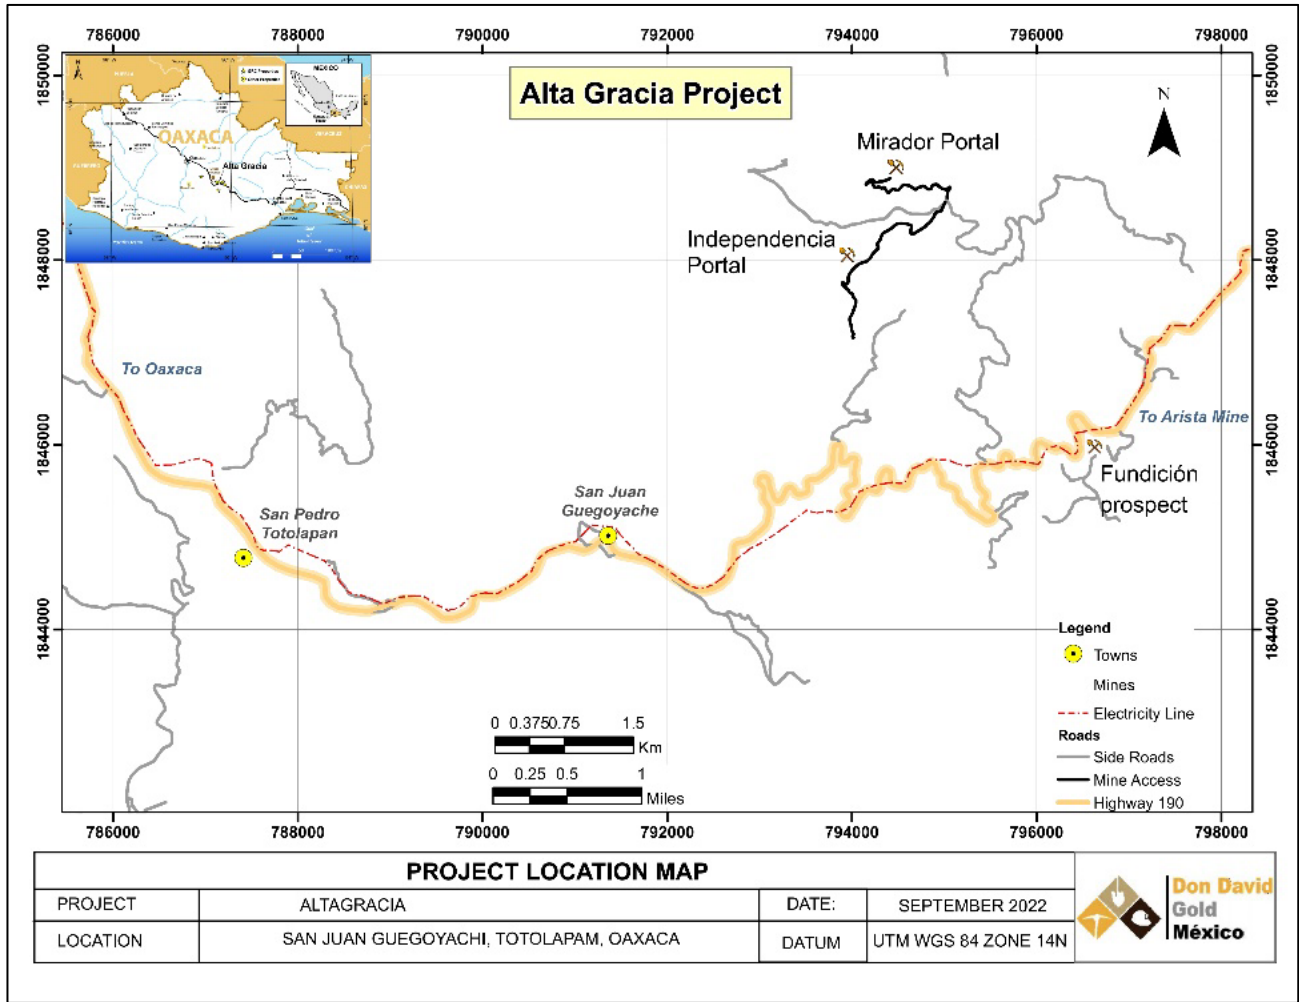 786000 788000 790000 792000 794000 796000 798000
1850000
1850000
MÉXICO
OAXACA
Alta Gracia
Alta Gracia Project
N
Mirador Portal
Independencia
Portal
1848000
1848000
To Oaxaca
To Arista Mine
1846000
1846000
Fundición
prospect
San Pedro
Totolapan
San Juan
Guegoyache
1844000
1844000
Legend
Towns
Mines
Electricity Line
Roads
Side Roads
Mine Access
Highway 190
0 0.375 0.75 1.5
Km
0 0.25 0.5 1
Miles
786000 788000 790000 792000 794000 796000 798000
PROJECT LOCATION MAP
PROJECT ALTAGRACIA DATE: SEPTEMBER 2022
LOCATION SAN JUAN GUEGOYACHI, TOTOLAPAM, OAXACA DATUM UTM WGS 84 ZONE 14N
Don David
Gold
México